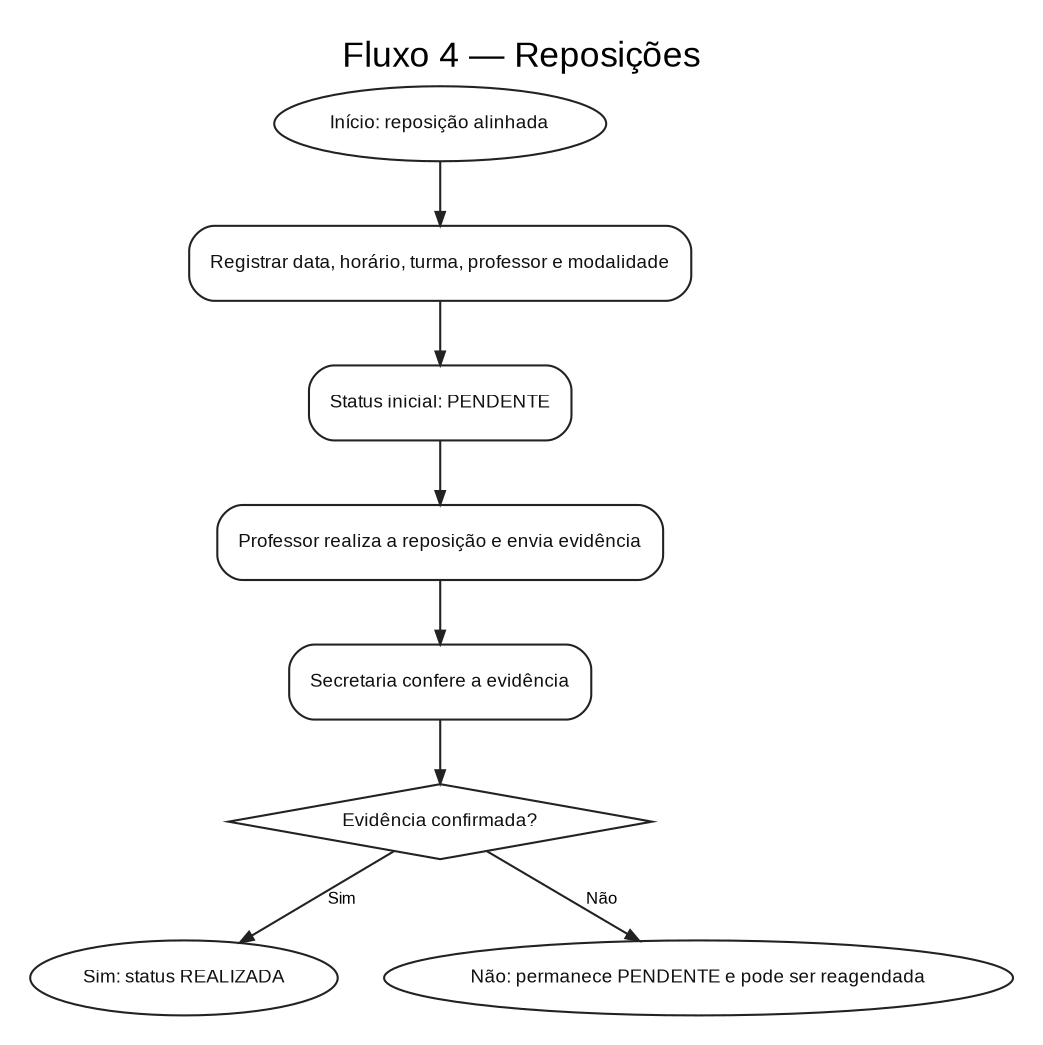 Fluxo 4 — Reposições
Início: reposição alinhada
Registrar data, horário, turma, professor e modalidade
Status inicial: PENDENTE
Professor realiza a reposição e envia evidência
Secretaria confere a evidência
Evidência confirmada?
Sim
Não
Sim: status REALIZADA
Não: permanece PENDENTE e pode ser reagendada